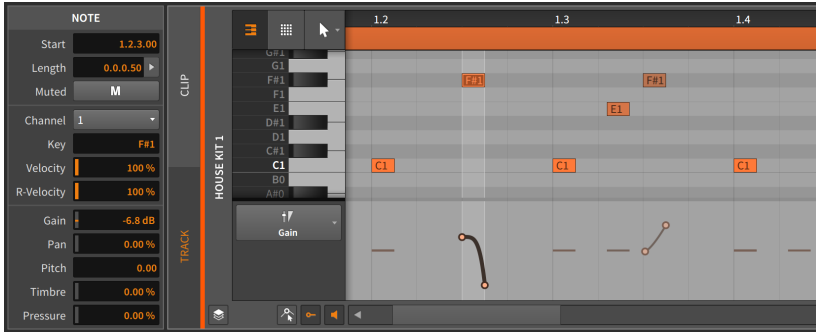 NOTE
Start 1.2.3.00
Length 0.0.0.50
Muted M
Channel 1
Key F#1
Velocity 100 %
R-Velocity 100 %
Gain -6.8 dB
Pan 0.00 %
Pitch 0.00
Timbre 0.00 %
Pressure 0.00 %
CLIP
TRACK
HOUSE KIT 1
1.2 1.3 1.4
G#1
G1
F#1 F#1 F#1
F1
E1 E1
D#1
D1
C#1
C1 C1 C1 C1
B0
A#0
Gain